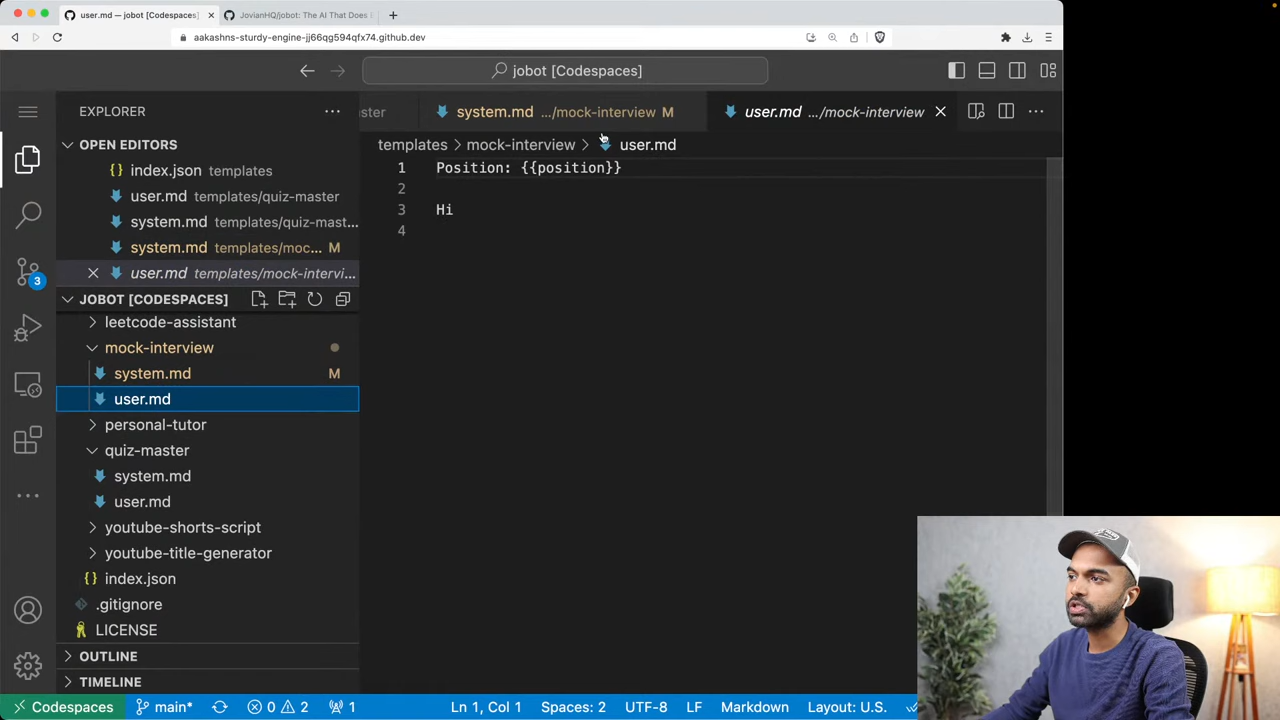 user.md — jobot [Codespaces]
JovianHQ/jobot: The AI That Does
aakashns-sturdy-engine-jj66qg594qfx74.github.dev
jobot [Codespaces]
EXPLORER
ster
system.md .../mock-interview M
user.md .../mock-interview
OPEN EDITORS
templates > mock-interview > user.md
index.json templates
user.md templates/quiz-master
system.md templates/quiz-mast...
system.md templates/moc... M
user.md templates/mock-intervi...
1 Position: {{position}}
2
3 Hi
4
JOBOT [CODESPACES]
leetcode-assistant
mock-interview
system.md M
user.md
personal-tutor
quiz-master
system.md
user.md
youtube-shorts-script
youtube-title-generator
{} index.json
.gitignore
LICENSE
OUTLINE
TIMELINE
3
Codespaces
main*
0
2
1
Ln 1, Col 1
Spaces: 2
UTF-8
LF
Markdown
Layout: U.S.